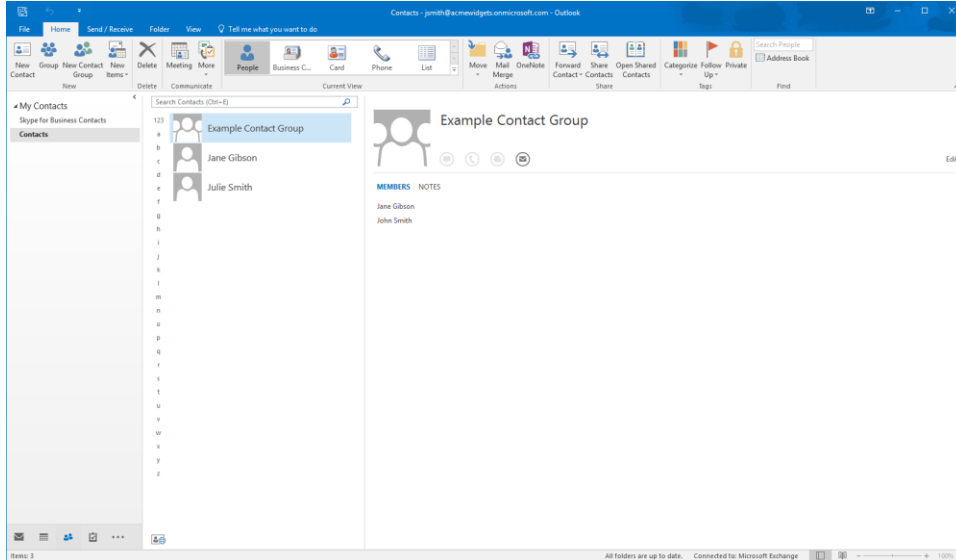 Contacts - jsmith@acmewidgets.onmicrosoft.com - Outlook
File Home Send / Receive Folder View Tell me what you want to do
New Contact
Group
New Contact Group
New Items
Delete
Meeting
More
People
Business C...
Card
Phone
List
Move
Mail Merge
OneNote
Forward Contact
Share Contacts
Open Shared Contacts
Categorize
Follow Up
Private
Search People
Address Book
New Delete Communicate Current View Actions Share Tags Find
My Contacts
Skype for Business Contacts
Contacts
Search Contacts (Ctrl+E)
123
a
b
c
d
e
f
g
h
i
j
k
l
m
n
o
p
q
r
s
t
u
v
w
x
y
z
Example Contact Group
Jane Gibson
Julie Smith
Example Contact Group
Edi
MEMBERS NOTES
Jane Gibson
John Smith
Items: 3
All folders are up to date. Connected to: Microsoft Exchange
100%